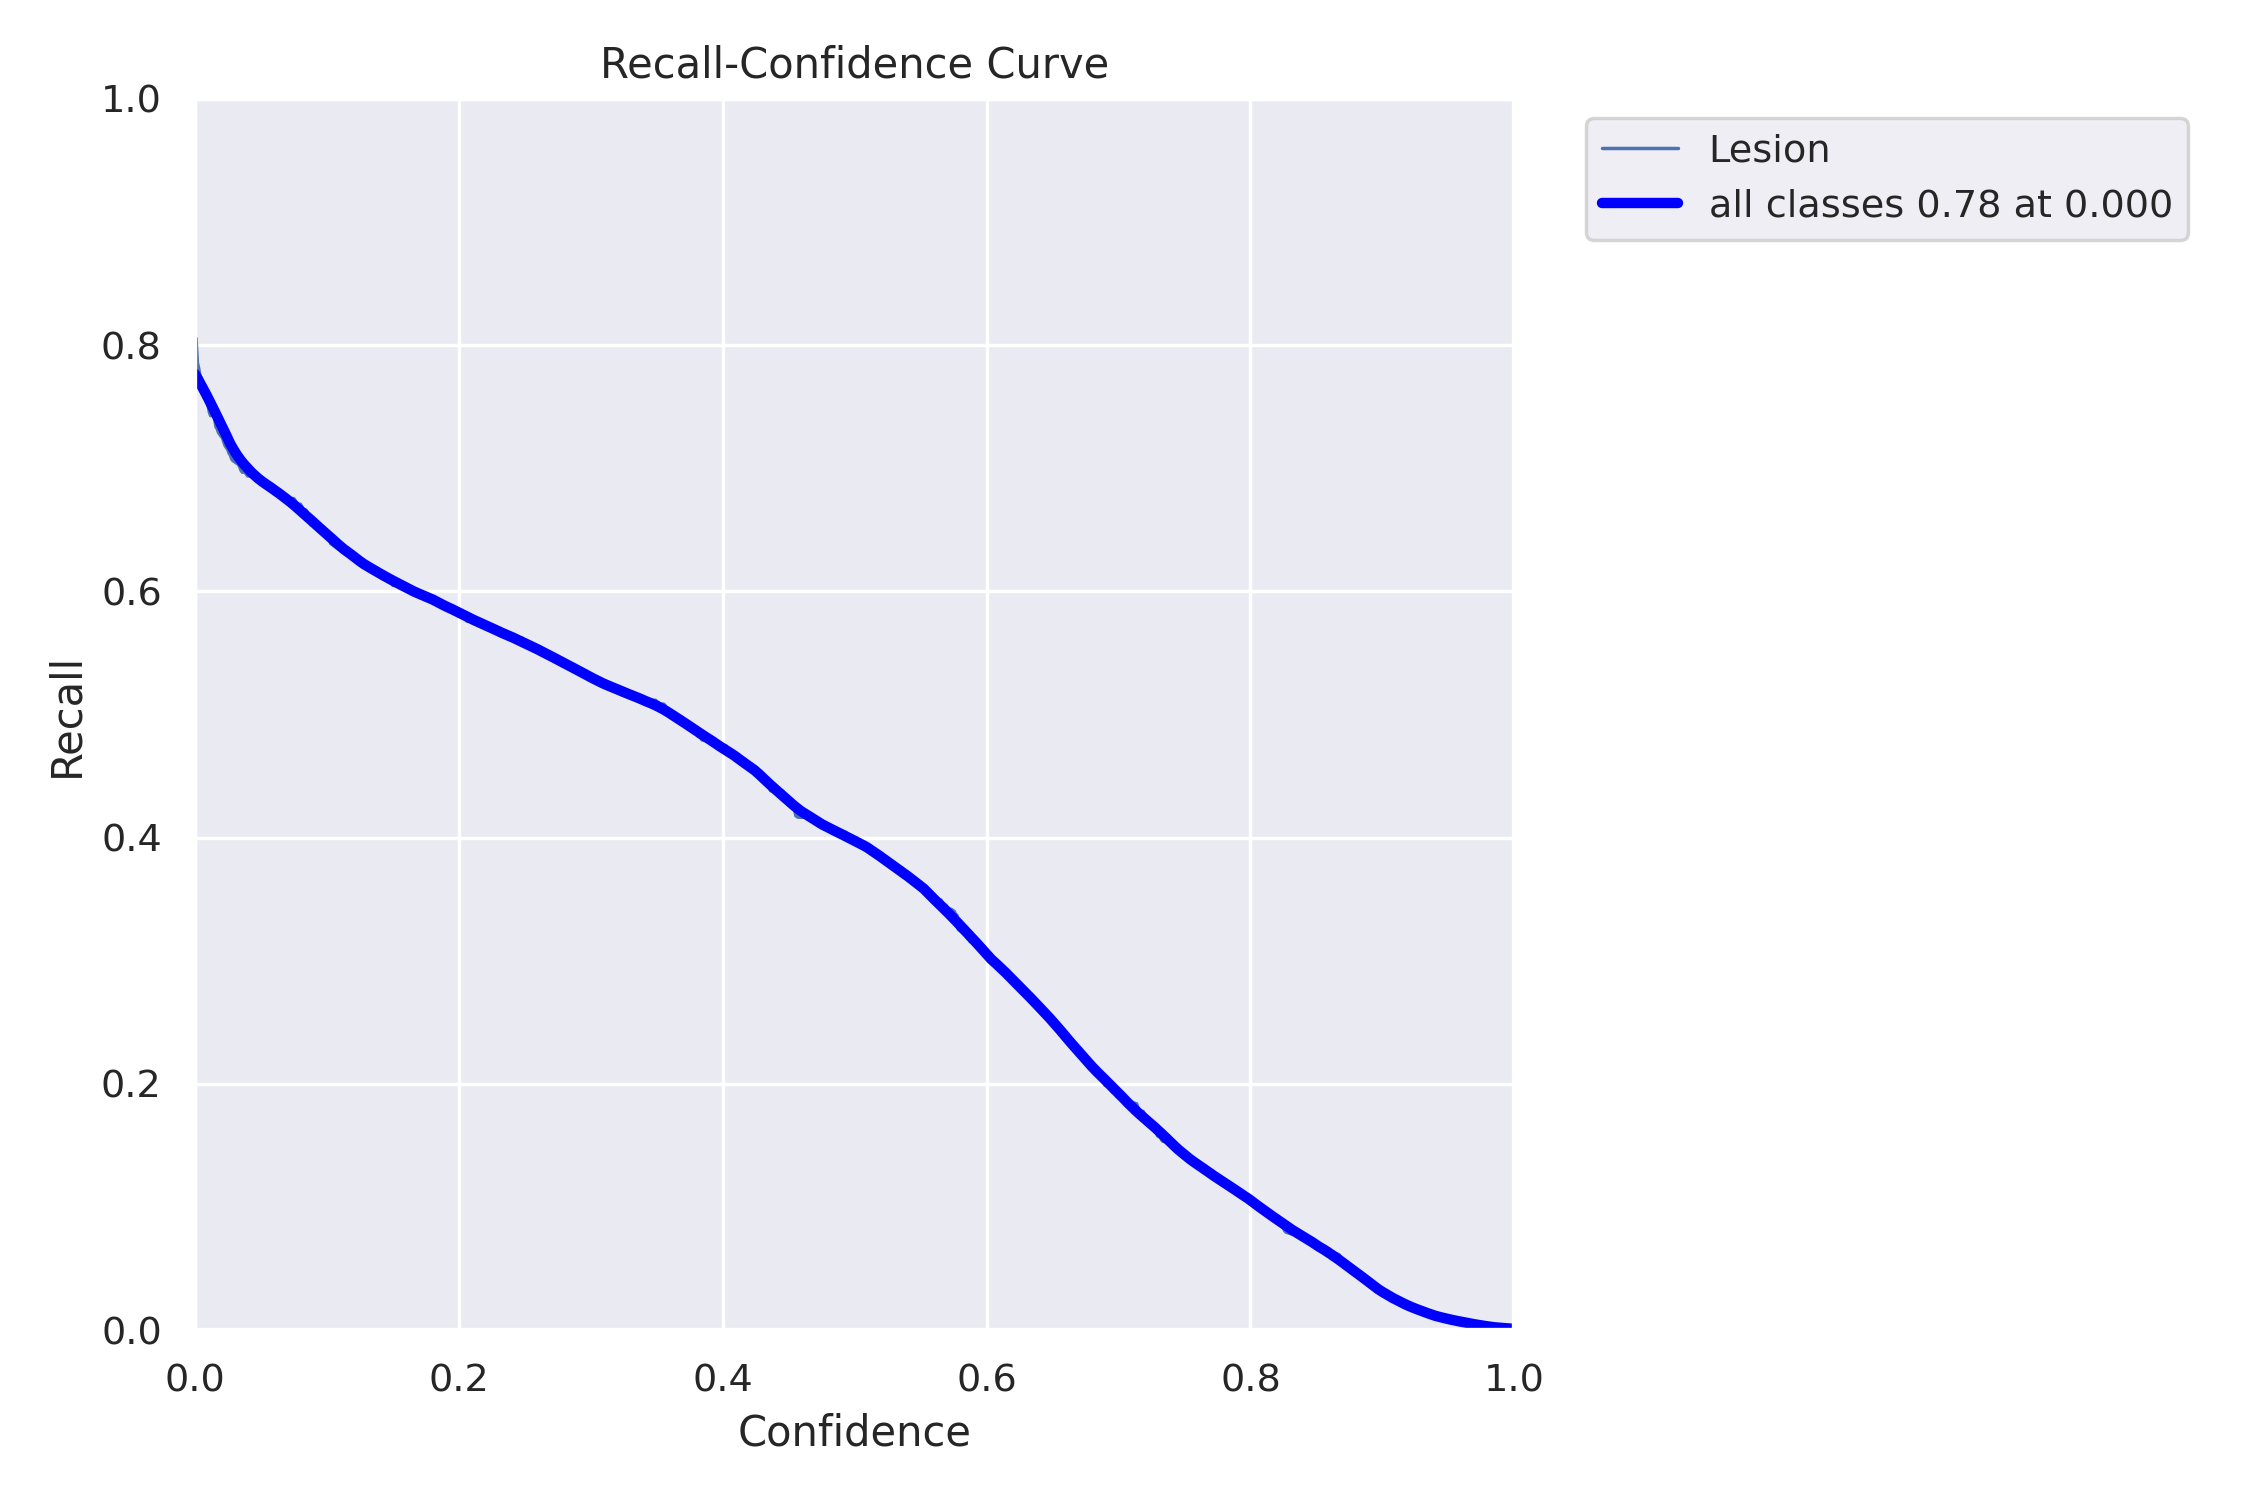 Recall-Confidence Curve
1.0
0.8
0.6
0.4
0.2
0.0
Recall
0.0 0.2 0.4 0.6 0.8 1.0
Confidence
Lesion
all classes 0.78 at 0.000